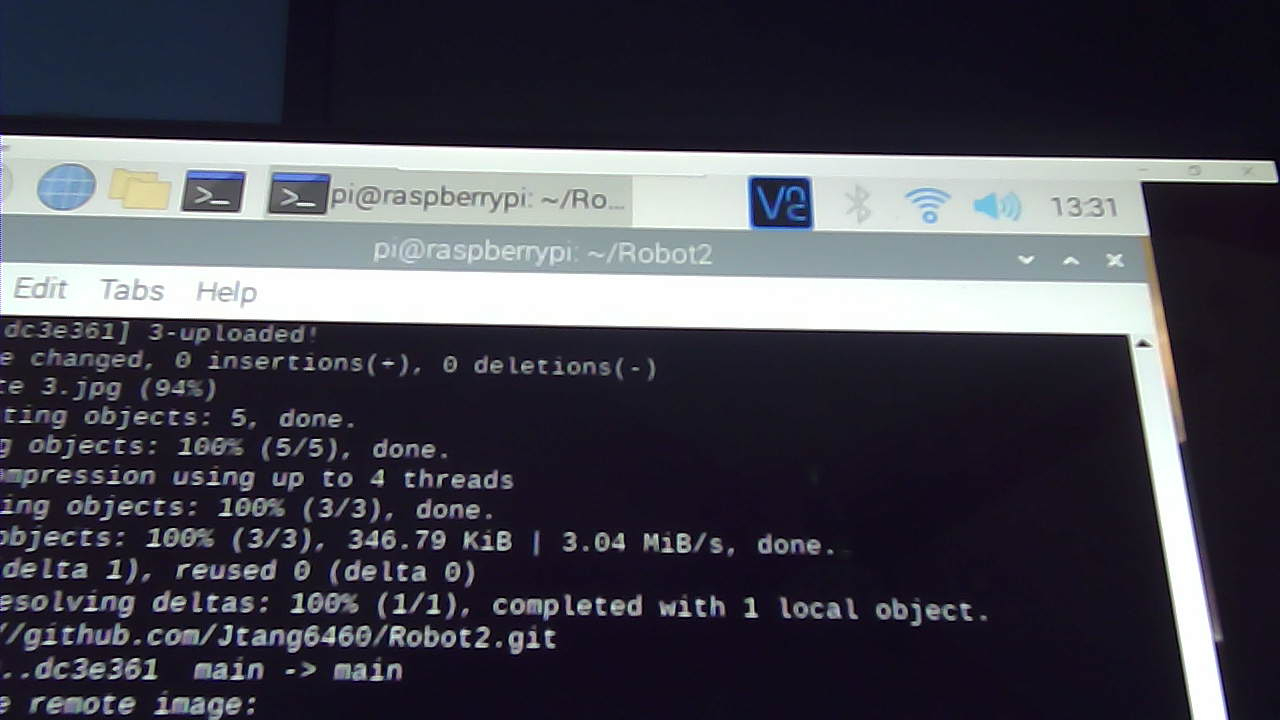 pi@raspberrypi: ~/Ro...
V2
13:31
pi@raspberrypi: ~/Robot2
Edit Tabs Help
dc3e361] 3-uploaded!
changed, 0 insertions(+), 0 deletions(-)
3.jpg (94%)
ting objects: 5, done.
g objects: 100% (5/5), done.
mpression using up to 4 threads
ing objects: 100% (3/3), done.
objects: 100% (3/3), 346.79 KiB | 3.04 MiB/s, done.
delta 1), reused 0 (delta 0)
esolving deltas: 100% (1/1), completed with 1 local object.
//github.com/Jtang6460/Robot2.git
..dc3e361 main -> main
e remote image: